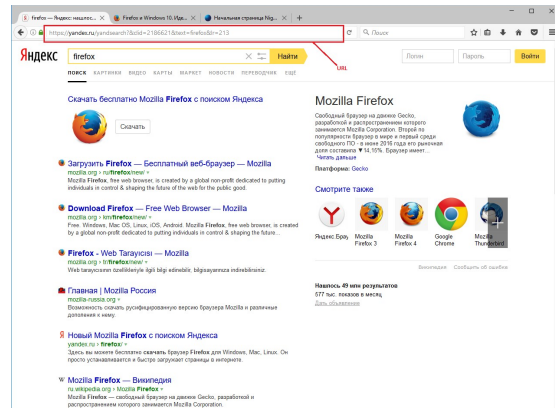 firefox — Яндекс: нашлос...
Firefox и Windows 10. Иде...
Начальная страница Nig...
https://yandex.ru/yandsearch?&clid=2186621&text=firefox&lr=213
Поиск
URL
Яндекс
firefox
Найти
Логин
Пароль
Войти
ПОИСК КАРТИНКИ ВИДЕО КАРТЫ МАРКЕТ НОВОСТИ ПЕРЕВОДЧИК ЕЩЕ
Скачать бесплатно Mozilla Firefox с поиском Яндекса
Скачать
Загрузить Firefox — Бесплатный веб-браузер — Mozilla
mozilla.org › ru/firefox/new/
Mozilla Firefox, free web browser, is created by a global non-profit dedicated to putting
individuals in control & shaping the future of the web for the public good.
Download Firefox — Free Web Browser — Mozilla
mozilla.org › km/firefox/new/
Free. Windows, Mac OS, Linux, iOS, Android. Mozilla Firefox, free web browser, is created
by a global non-profit dedicated to putting individuals in control & shaping the future...
Firefox - Web Tarayıcısı — Mozilla
mozilla.org › tr/firefox/new/
Web tarayıcısının özellikleriyle ilgili bilgi edinebilir, bilgisayarınıza indirebilirsiniz.
Главная | Mozilla Россия
mozilla-russia.org
Возможность скачать русифицированную версию браузера Mozilla и различные
дополнения к нему.
Новый Mozilla Firefox с поиском Яндекса
yandex.ru › firefox/
Здесь вы можете бесплатно скачать браузер Firefox для Windows, Mac, Linux. Он
просто устанавливается и быстро загружает страницы в интернете.
Mozilla Firefox — Википедия
ru.wikipedia.org › Mozilla Firefox
Mozilla Firefox — свободный браузер на движке Gecko, разработкой и
распространением которого занимается Mozilla Corporation.
Mozilla Firefox
Свободный браузер на движке Gecko,
разработкой и распространением которого
занимается Mozilla Corporation. Второй по
популярности браузер в мире и первый среди
свободного ПО - в июне 2016 года его рыночная
доля составила ▼14,15%. Браузер имеет...
Читать дальше
Платформа: Gecko
Смотрите также
Яндекс.Брау
Mozilla Firefox 3
Mozilla Firefox 4
Google Chrome
Mozilla Thunderbird
Википедия
Сообщить об ошибке
Нашлось 49 млн результатов
577 тыс. показов в месяц
Дать объявление